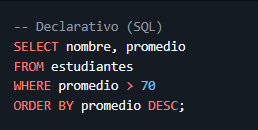 -- Declarativo (SQL)
SELECT nombre, promedio
FROM estudiantes
WHERE promedio > 70
ORDER BY promedio DESC;